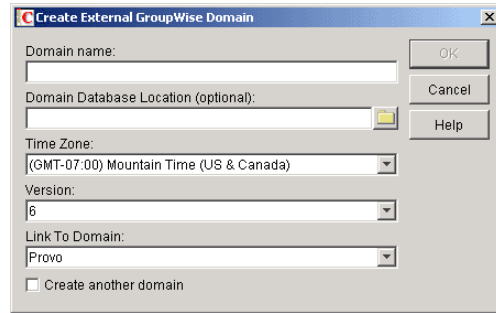 Create External GroupWise Domain
Domain name:
OK
Domain Database Location (optional):
Cancel
Help
Time Zone:
(GMT-07:00) Mountain Time (US & Canada)
Version:
6
Link To Domain:
Provo
Create another domain